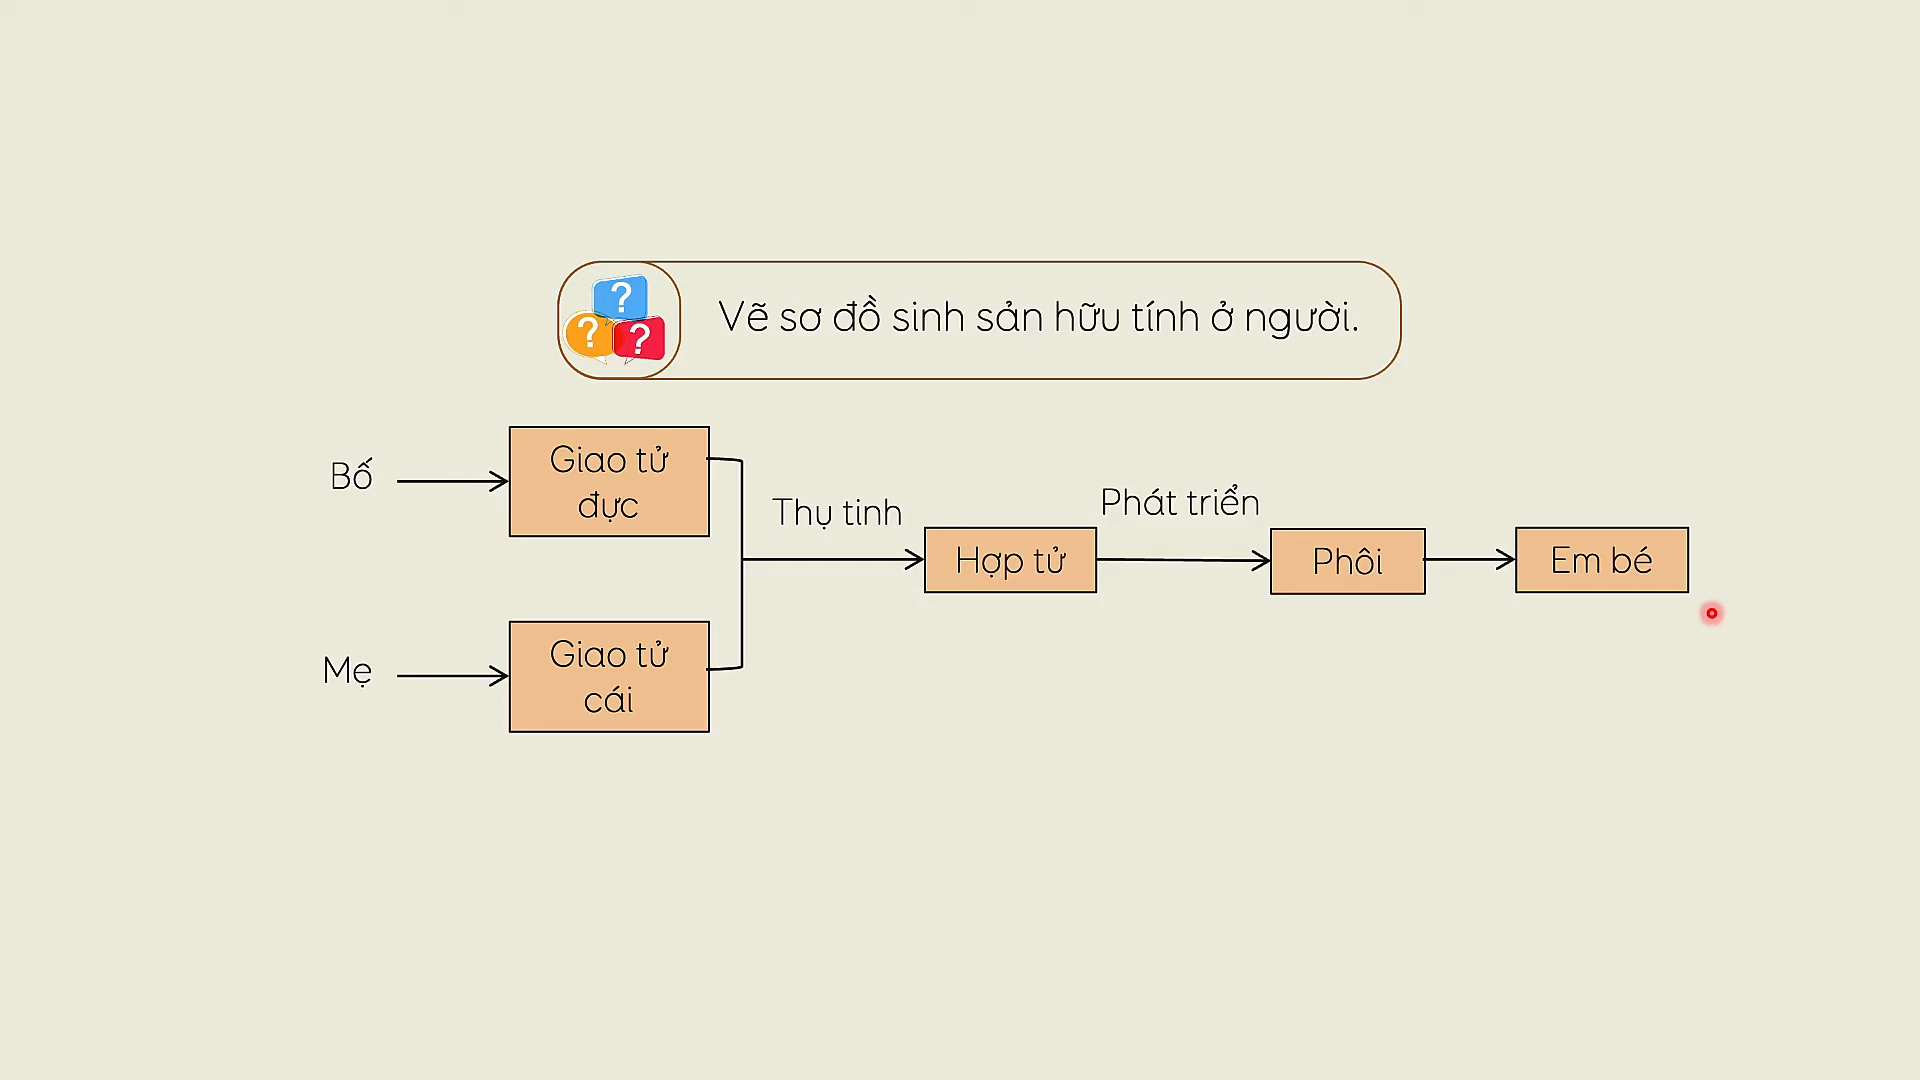 ? ? ?
Vẽ sơ đồ sinh sản hữu tính ở người.
Bố
Giao tử
đực
Thụ tinh
Phát triển
Hợp tử
Phôi
Em bé
Mẹ
Giao tử
cái